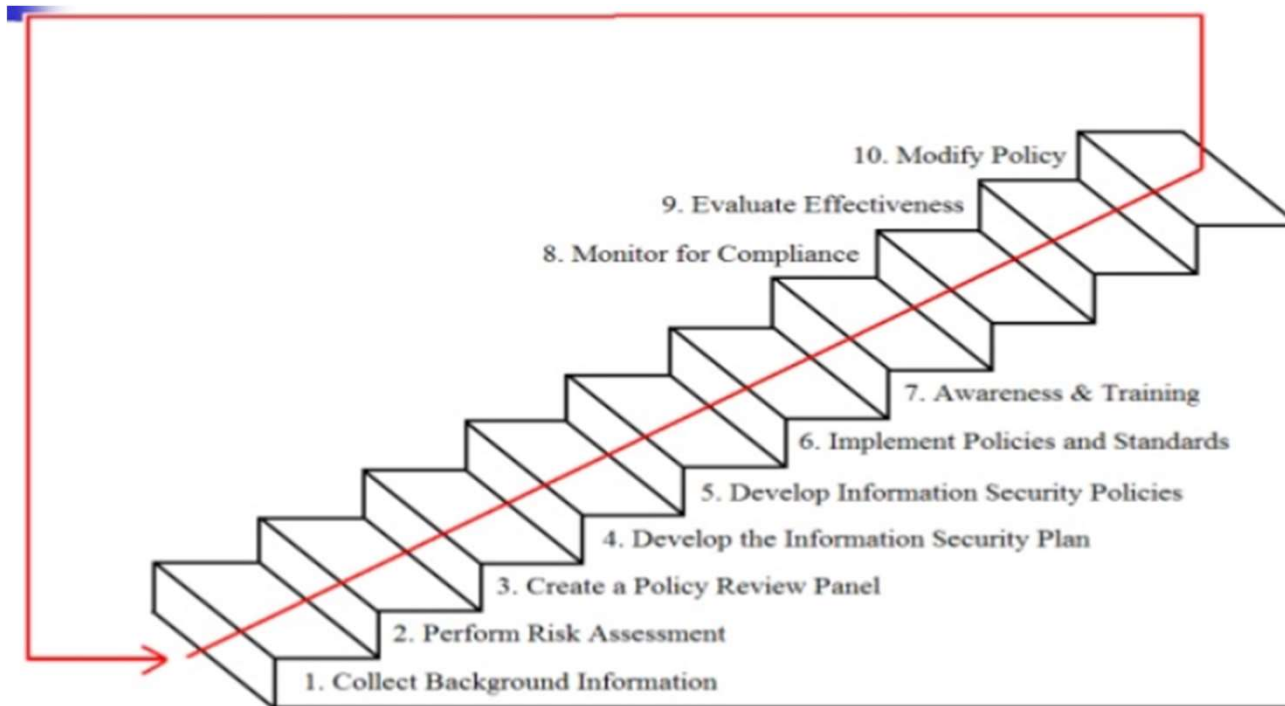 10. Modify Policy
9. Evaluate Effectiveness
8. Monitor for Compliance
7. Awareness & Training
6. Implement Policies and Standards
5. Develop Information Security Policies
4. Develop the Information Security Plan
3. Create a Policy Review Panel
2. Perform Risk Assessment
1. Collect Background Information